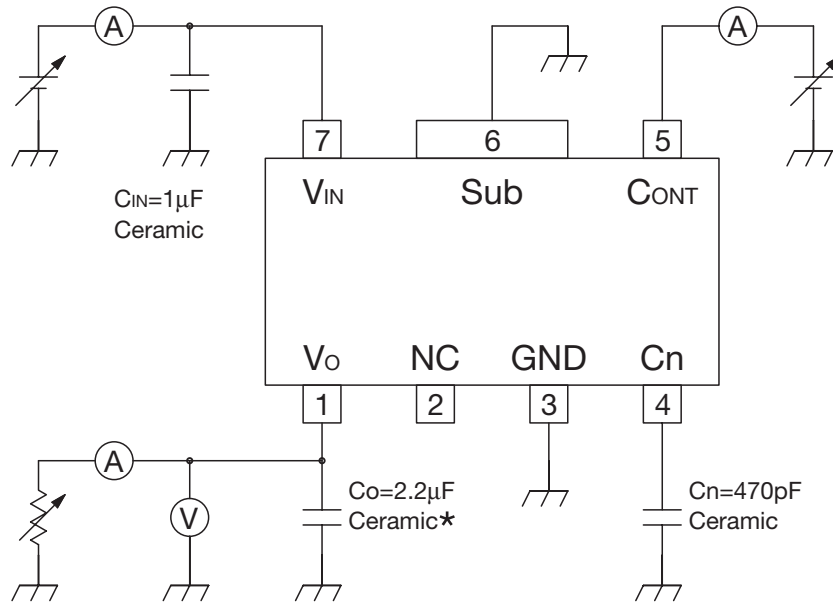 A
A
7
6
5
CIN=1μF
Ceramic
VIN
Sub
CONT
VO
NC
GND
Cn
1
2
3
4
A
V
Co=2.2μF
Ceramic*
Cn=470pF
Ceramic